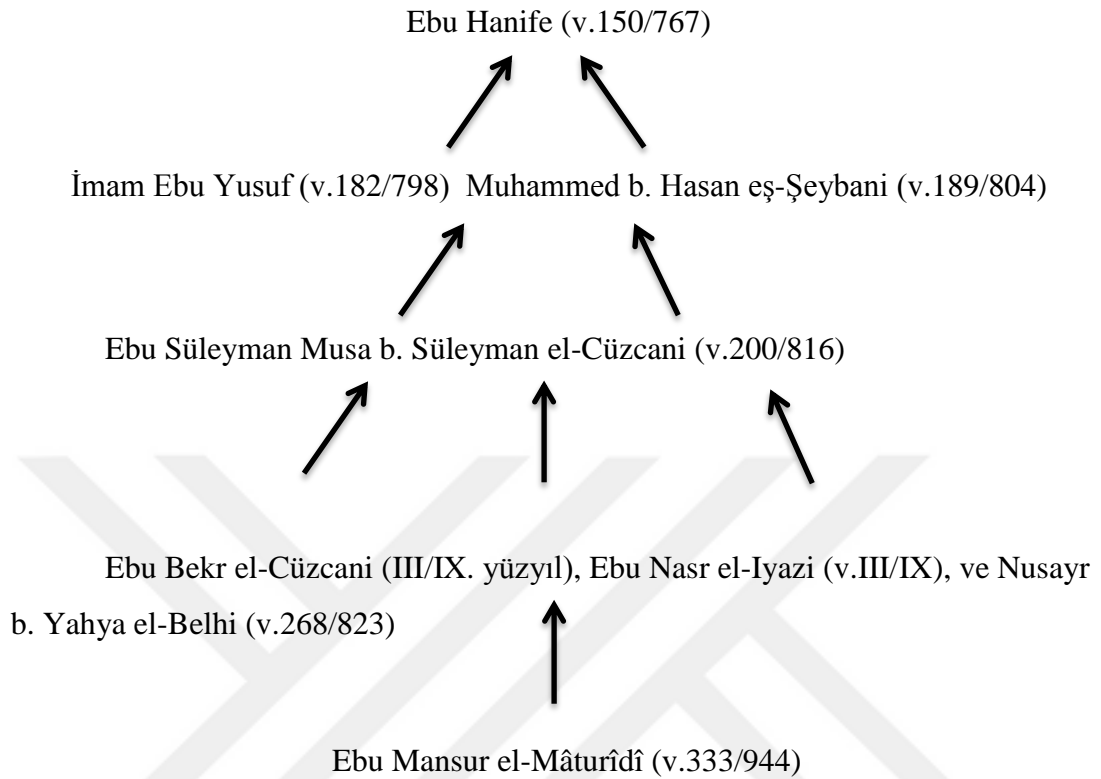 Ebu Hanife (v.150/767)
İmam Ebu Yusuf (v.182/798) Muhammed b. Hasan eş-Şeybani (v.189/804)
Ebu Süleyman Musa b. Süleyman el-Cüzcani (v.200/816)
Ebu Bekr el-Cüzcani (III/IX. yüzyıl), Ebu Nasr el-Iyazi (v.III/IX), ve Nusayr
b. Yahya el-Belhi (v.268/823)
Ebu Mansur el-Mâturîdî (v.333/944)